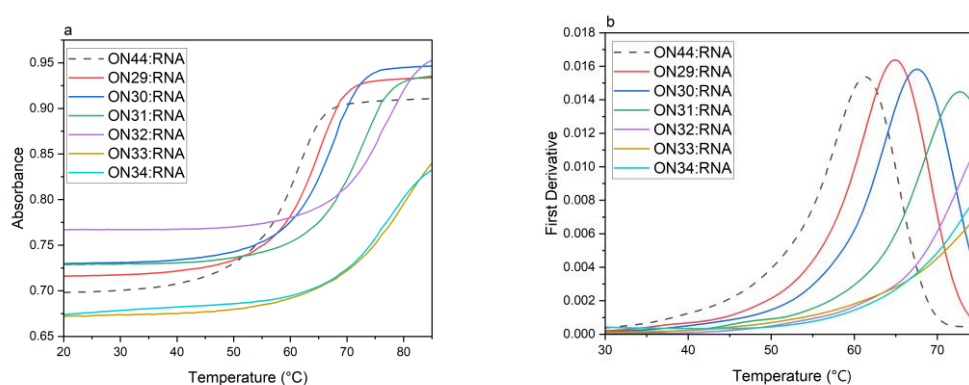 a
Absorbance
0.95
0.90
0.85
0.80
0.75
0.70
0.65
ON44:RNA
ON29:RNA
ON30:RNA
ON31:RNA
ON32:RNA
ON33:RNA
ON34:RNA
20 30 40 50 60 70 80
Temperature (°C)
b
First Derivative
0.018
0.016
0.014
0.012
0.010
0.008
0.006
0.004
0.002
0.000
ON44:RNA
ON29:RNA
ON30:RNA
ON31:RNA
ON32:RNA
ON33:RNA
ON34:RNA
30 40 50 60 70
Temperature (°C)